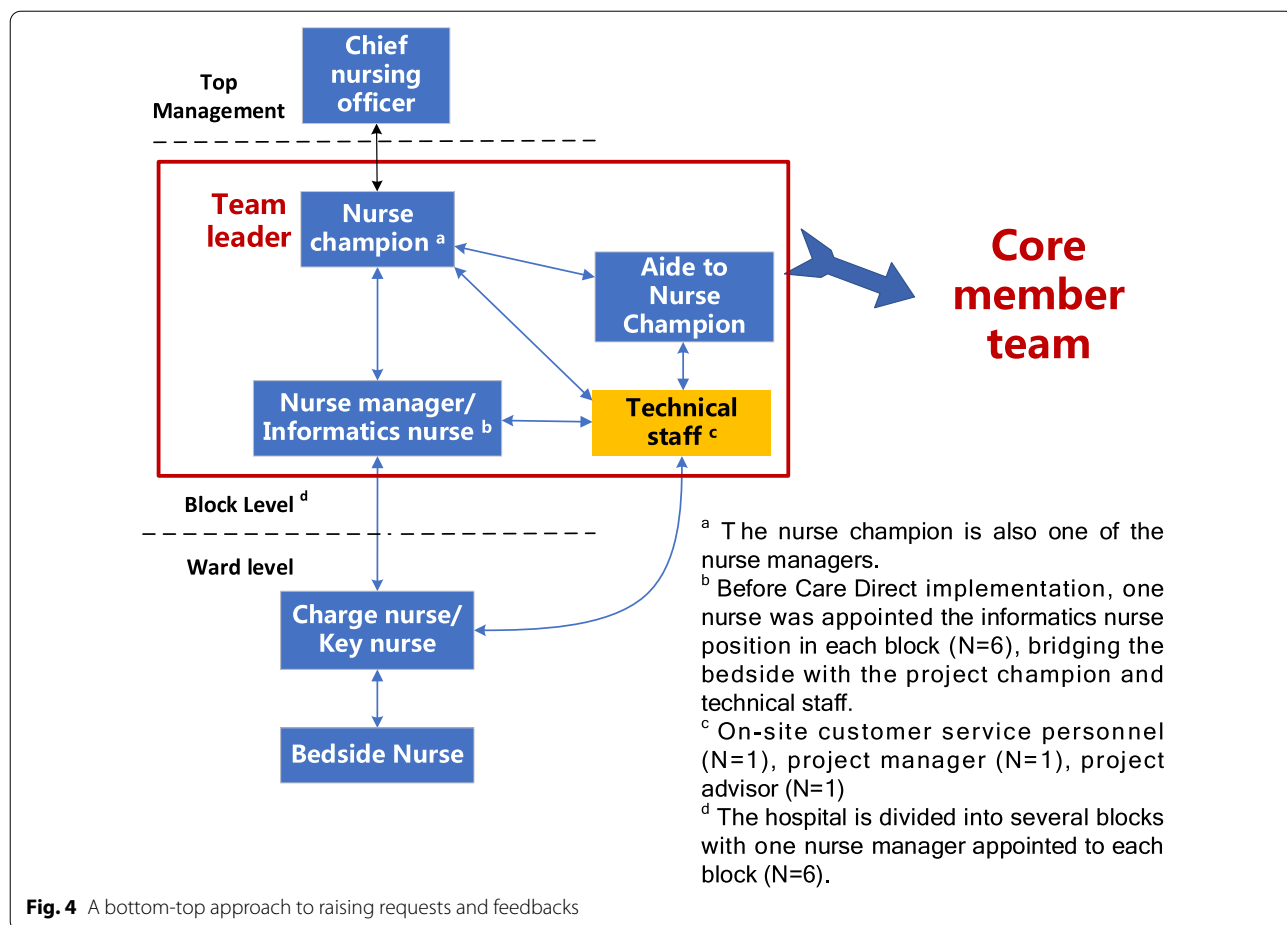 Chief
nursing
officer
Top
Management
Team
leader
Nurse
champion a
Aide to
Nurse
Champion
Core
member
team
Nurse manager/
Informatics nurse b
Technical
staff c
Block Level d
Ward level
Charge nurse/
Key nurse
Bedside Nurse
a The nurse champion is also one of the
nurse managers.
b Before Care Direct implementation, one
nurse was appointed the informatics nurse
position in each block (N=6), bridging the
bedside with the project champion and
technical staff.
c On-site customer service personnel
(N=1), project manager (N=1), project
advisor (N=1)
d The hospital is divided into several blocks
with one nurse manager appointed to each
block (N=6).
Fig. 4 A bottom-top approach to raising requests and feedbacks